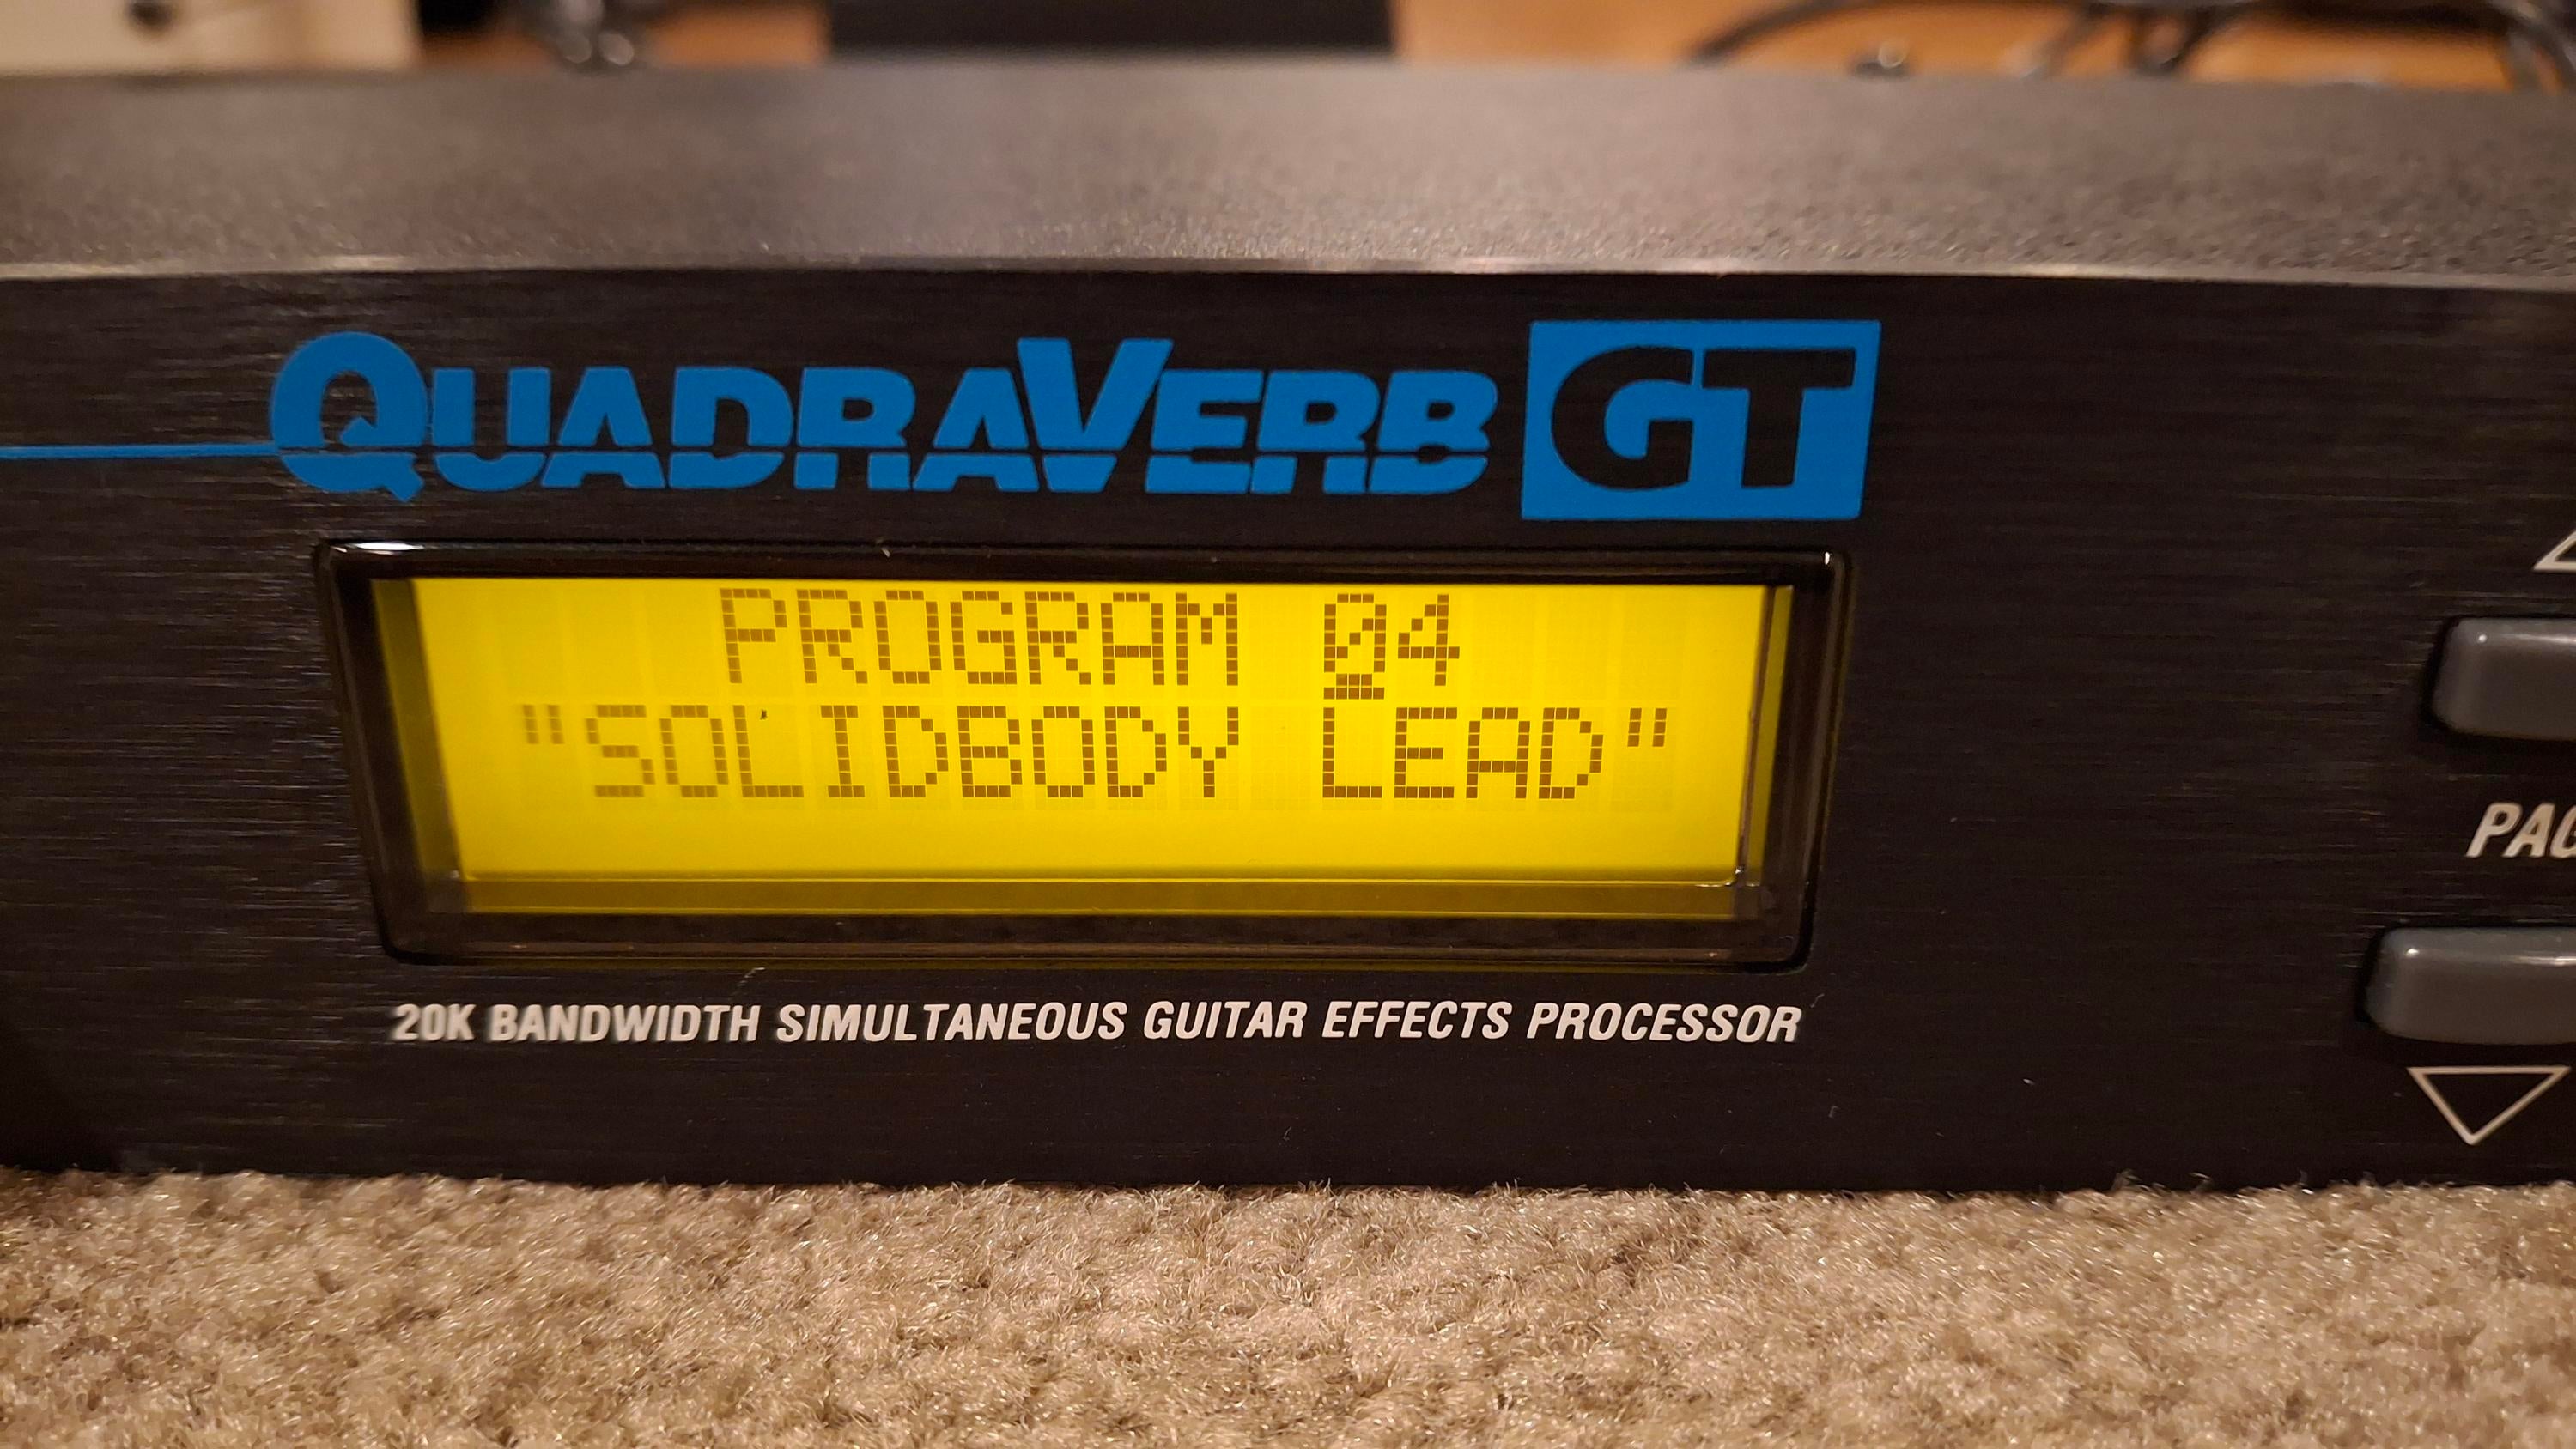 QUADRAVERB GT
PROGRAM 04
"SOLIDBODY LEAD"
20K BANDWIDTH SIMULTANEOUS GUITAR EFFECTS PROCESSOR